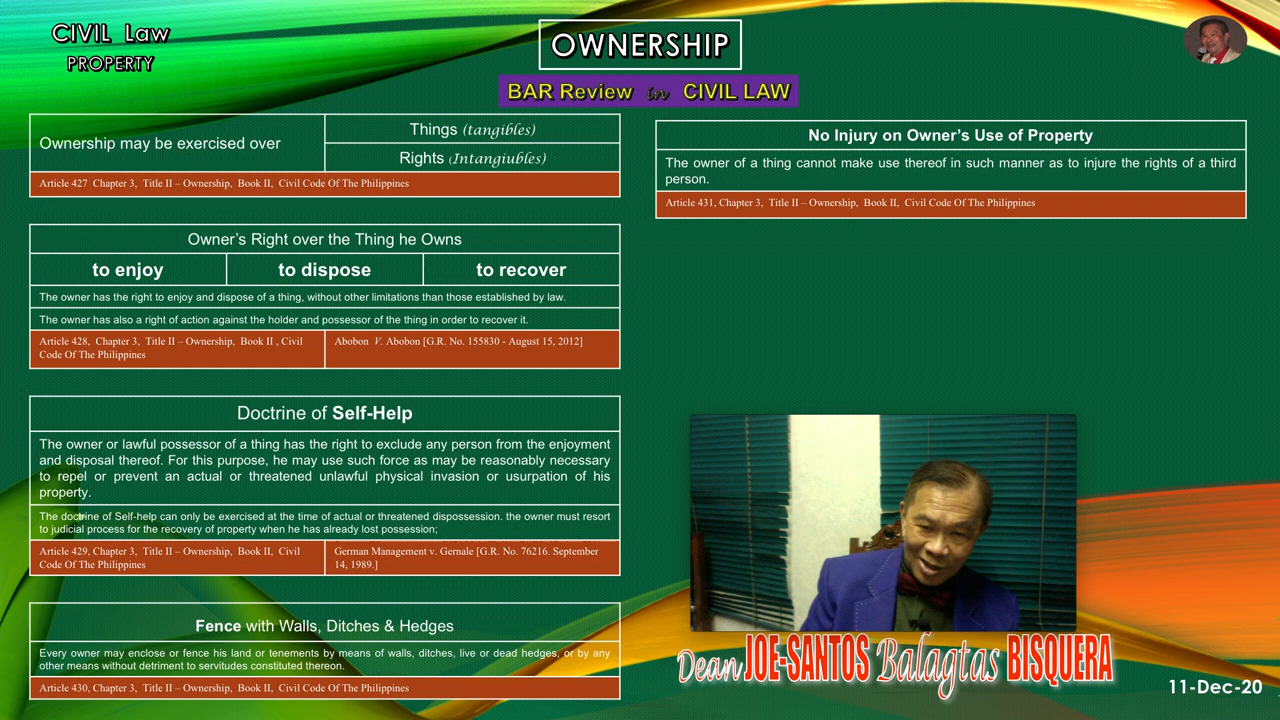 CIVIL Law
PROPERTY
OWNERSHIP
BAR Review in CIVIL LAW
Ownership may be exercised over
Things (tangibles)
Rights (Intangiubles)
Article 427 Chapter 3, Title II – Ownership, Book II, Civil Code Of The Philippines
Owner's Right over the Thing he Owns
to enjoy
to dispose
to recover
The owner has the right to enjoy and dispose of a thing, without other limitations than those established by law.
The owner has also a right of action against the holder and possessor of the thing in order to recover it.
Article 428, Chapter 3, Title II – Ownership, Book II , Civil
Code Of The Philippines
Abobon V. Abobon [G.R. No. 155830 - August 15, 2012]
Doctrine of Self-Help
The owner or lawful possessor of a thing has the right to exclude any person from the enjoyment
and disposal thereof. For this purpose, he may use such force as may be reasonably necessary
to repel or prevent an actual or threatened unlawful physical invasion or usurpation of his
property.
The doctrine of Self-help can only be exercised at the time of actual or threatened dispossession. the owner must resort
to judicial process for the recovery of property when he has already lost possession;
Article 429, Chapter 3, Title II – Ownership, Book II, Civil
Code Of The Philippines
German Management v. Gernale [G.R. No. 76216. September
14, 1989.]
Fence with Walls, Ditches & Hedges
Every owner may enclose or fence his land or tenements by means of walls, ditches, live or dead hedges, or by any
other means without detriment to servitudes constituted thereon.
Article 430, Chapter 3, Title II – Ownership, Book II, Civil Code Of The Philippines
No Injury on Owner's Use of Property
The owner of a thing cannot make use thereof in such manner as to injure the rights of a third
person.
Article 431, Chapter 3, Title II – Ownership, Book II, Civil Code Of The Philippines
Dean JOE-SANTOS Balagtas BISQUERA
11-Dec-20